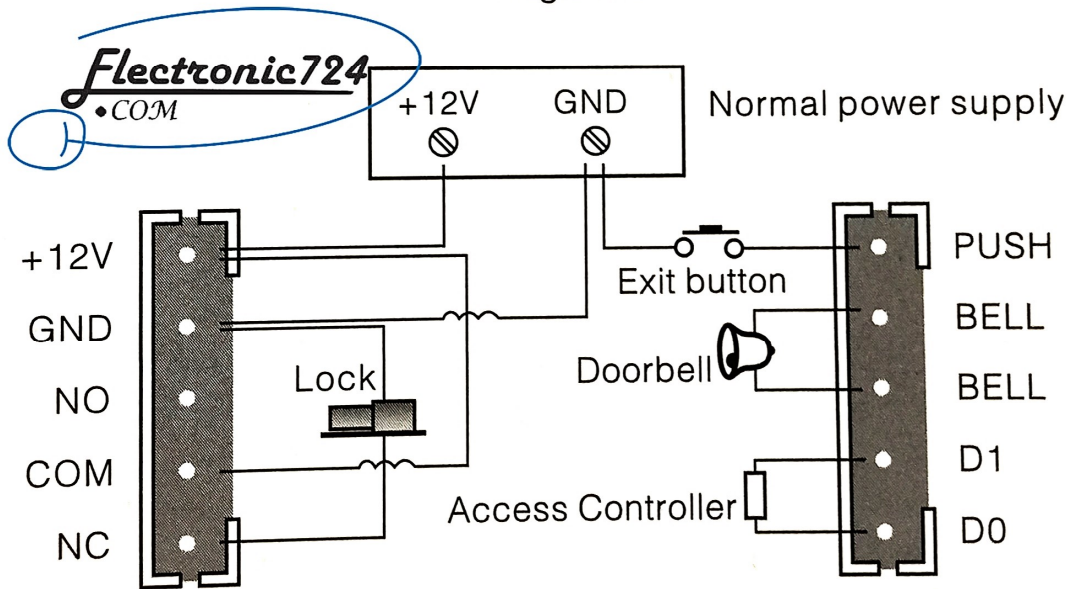 Electronic724
.COM
+12V GND
Normal power supply
+12V
GND
NO
COM
NC
Lock
Exit button
Doorbell
Access Controller
PUSH
BELL
BELL
D1
D0